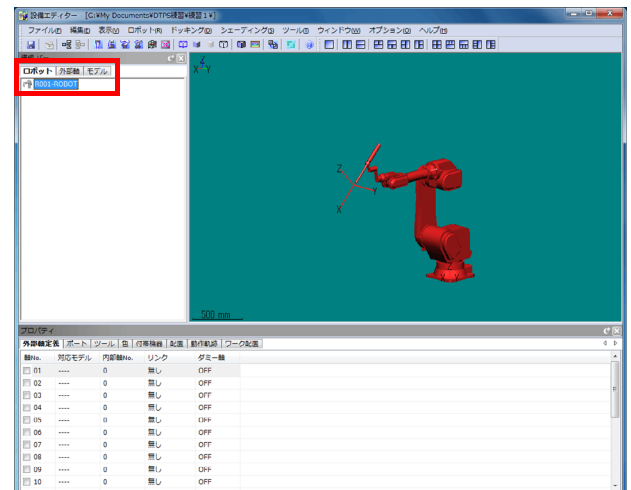 設備エディター - [G:¥My Documents¥DTPS練習¥練習1¥]
ファイル(F) 編集(E) 表示(V) ロボット(R) ドッキング(D) シェーディング(S) ツール(T) ウィンドウ(W) オプション(O) ヘルプ(H)
ロボット 外部軸 モデル
R001-ROBOT
Z
X Y
Z
Y
X
Z
X Y
500 mm
プロパティ
外部軸定義 ポート ツール 色 付帯機器 配置 動作軌跡 ワーク配置
軸No. 対応モデル 内部軸No. リンク ダミー軸
01 ---- 0 無し OFF
02 ---- 0 無し OFF
03 ---- 0 無し OFF
04 ---- 0 無し OFF
05 ---- 0 無し OFF
06 ---- 0 無し OFF
07 ---- 0 無し OFF
08 ---- 0 無し OFF
09 ---- 0 無し OFF
10 ---- 0 無し OFF